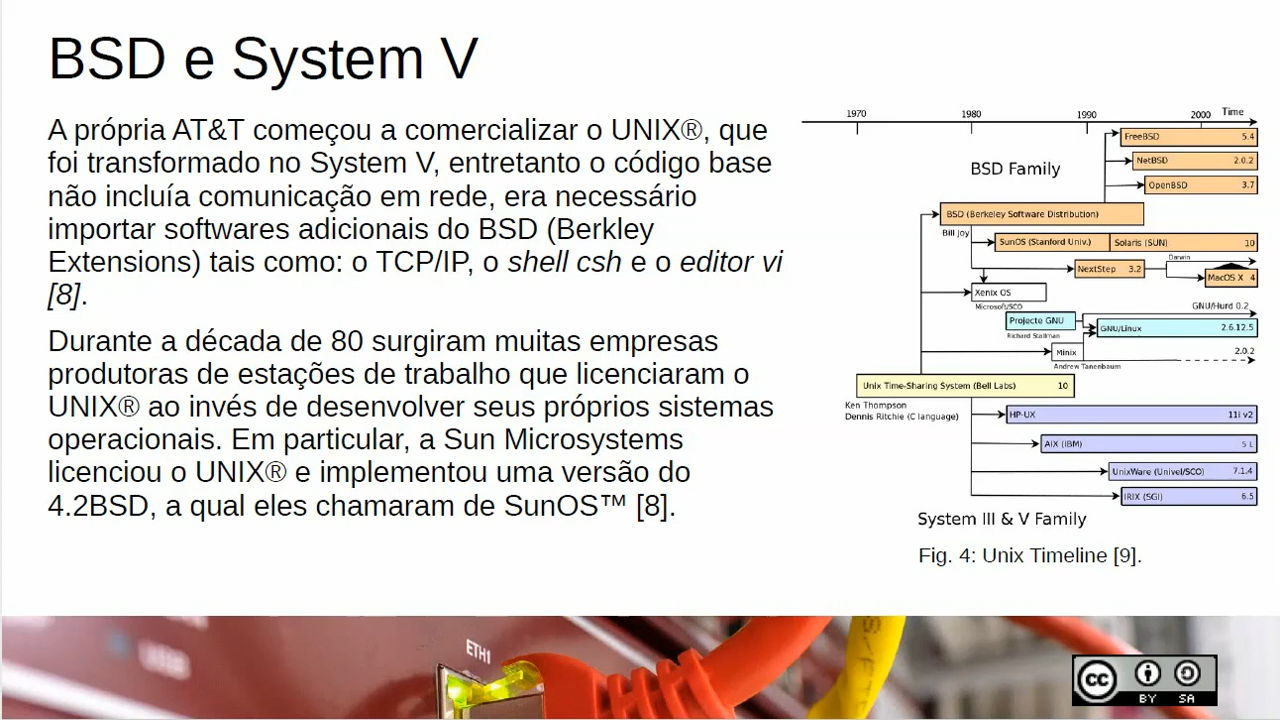 BSD e System V
A própria AT&T começou a comercializar o UNIX®, que
foi transformado no System V, entretanto o código base
não incluía comunicação em rede, era necessário
importar softwares adicionais do BSD (Berkley
Extensions) tais como: o TCP/IP, o shell csh e o editor vi
[8].
Durante a década de 80 surgiram muitas empresas
produtoras de estações de trabalho que licenciaram o
UNIX® ao invés de desenvolver seus próprios sistemas
operacionais. Em particular, a Sun Microsystems
licenciou o UNIX® e implementou uma versão do
4.2BSD, a qual eles chamaram de SunOS™ [8].
1970 1980 1990 2000 Time
FreeBSD 5.4
BSD Family
NetBSD 2.0.2
OpenBSD 3.7
BSD (Berkeley Software Distribution)
Bill Joy
SunOS (Stanford Univ.) Solaris (SUN) 10
Darwin
NextStep 3.2
MacOS X 4
Xenix OS
Microsoft/SCO
GNU/Hurd 0.2
Projecto GNU
Richard Stallman
GNU/Linux 2.6.12.5
Minix 2.0.2
Andrew Tanenbaum
Unix Time-Sharing System (Bell Labs) 10
Ken Thompson
Dennis Ritchie (C language)
HP-UX 11i v2
AIX (IBM) 5 L
UnixWare (Univel/SCO) 7.1.4
IRIX (SGI) 6.5
System III & V Family
Fig. 4: Unix Timeline [9].
ETH1
cc
BY SA